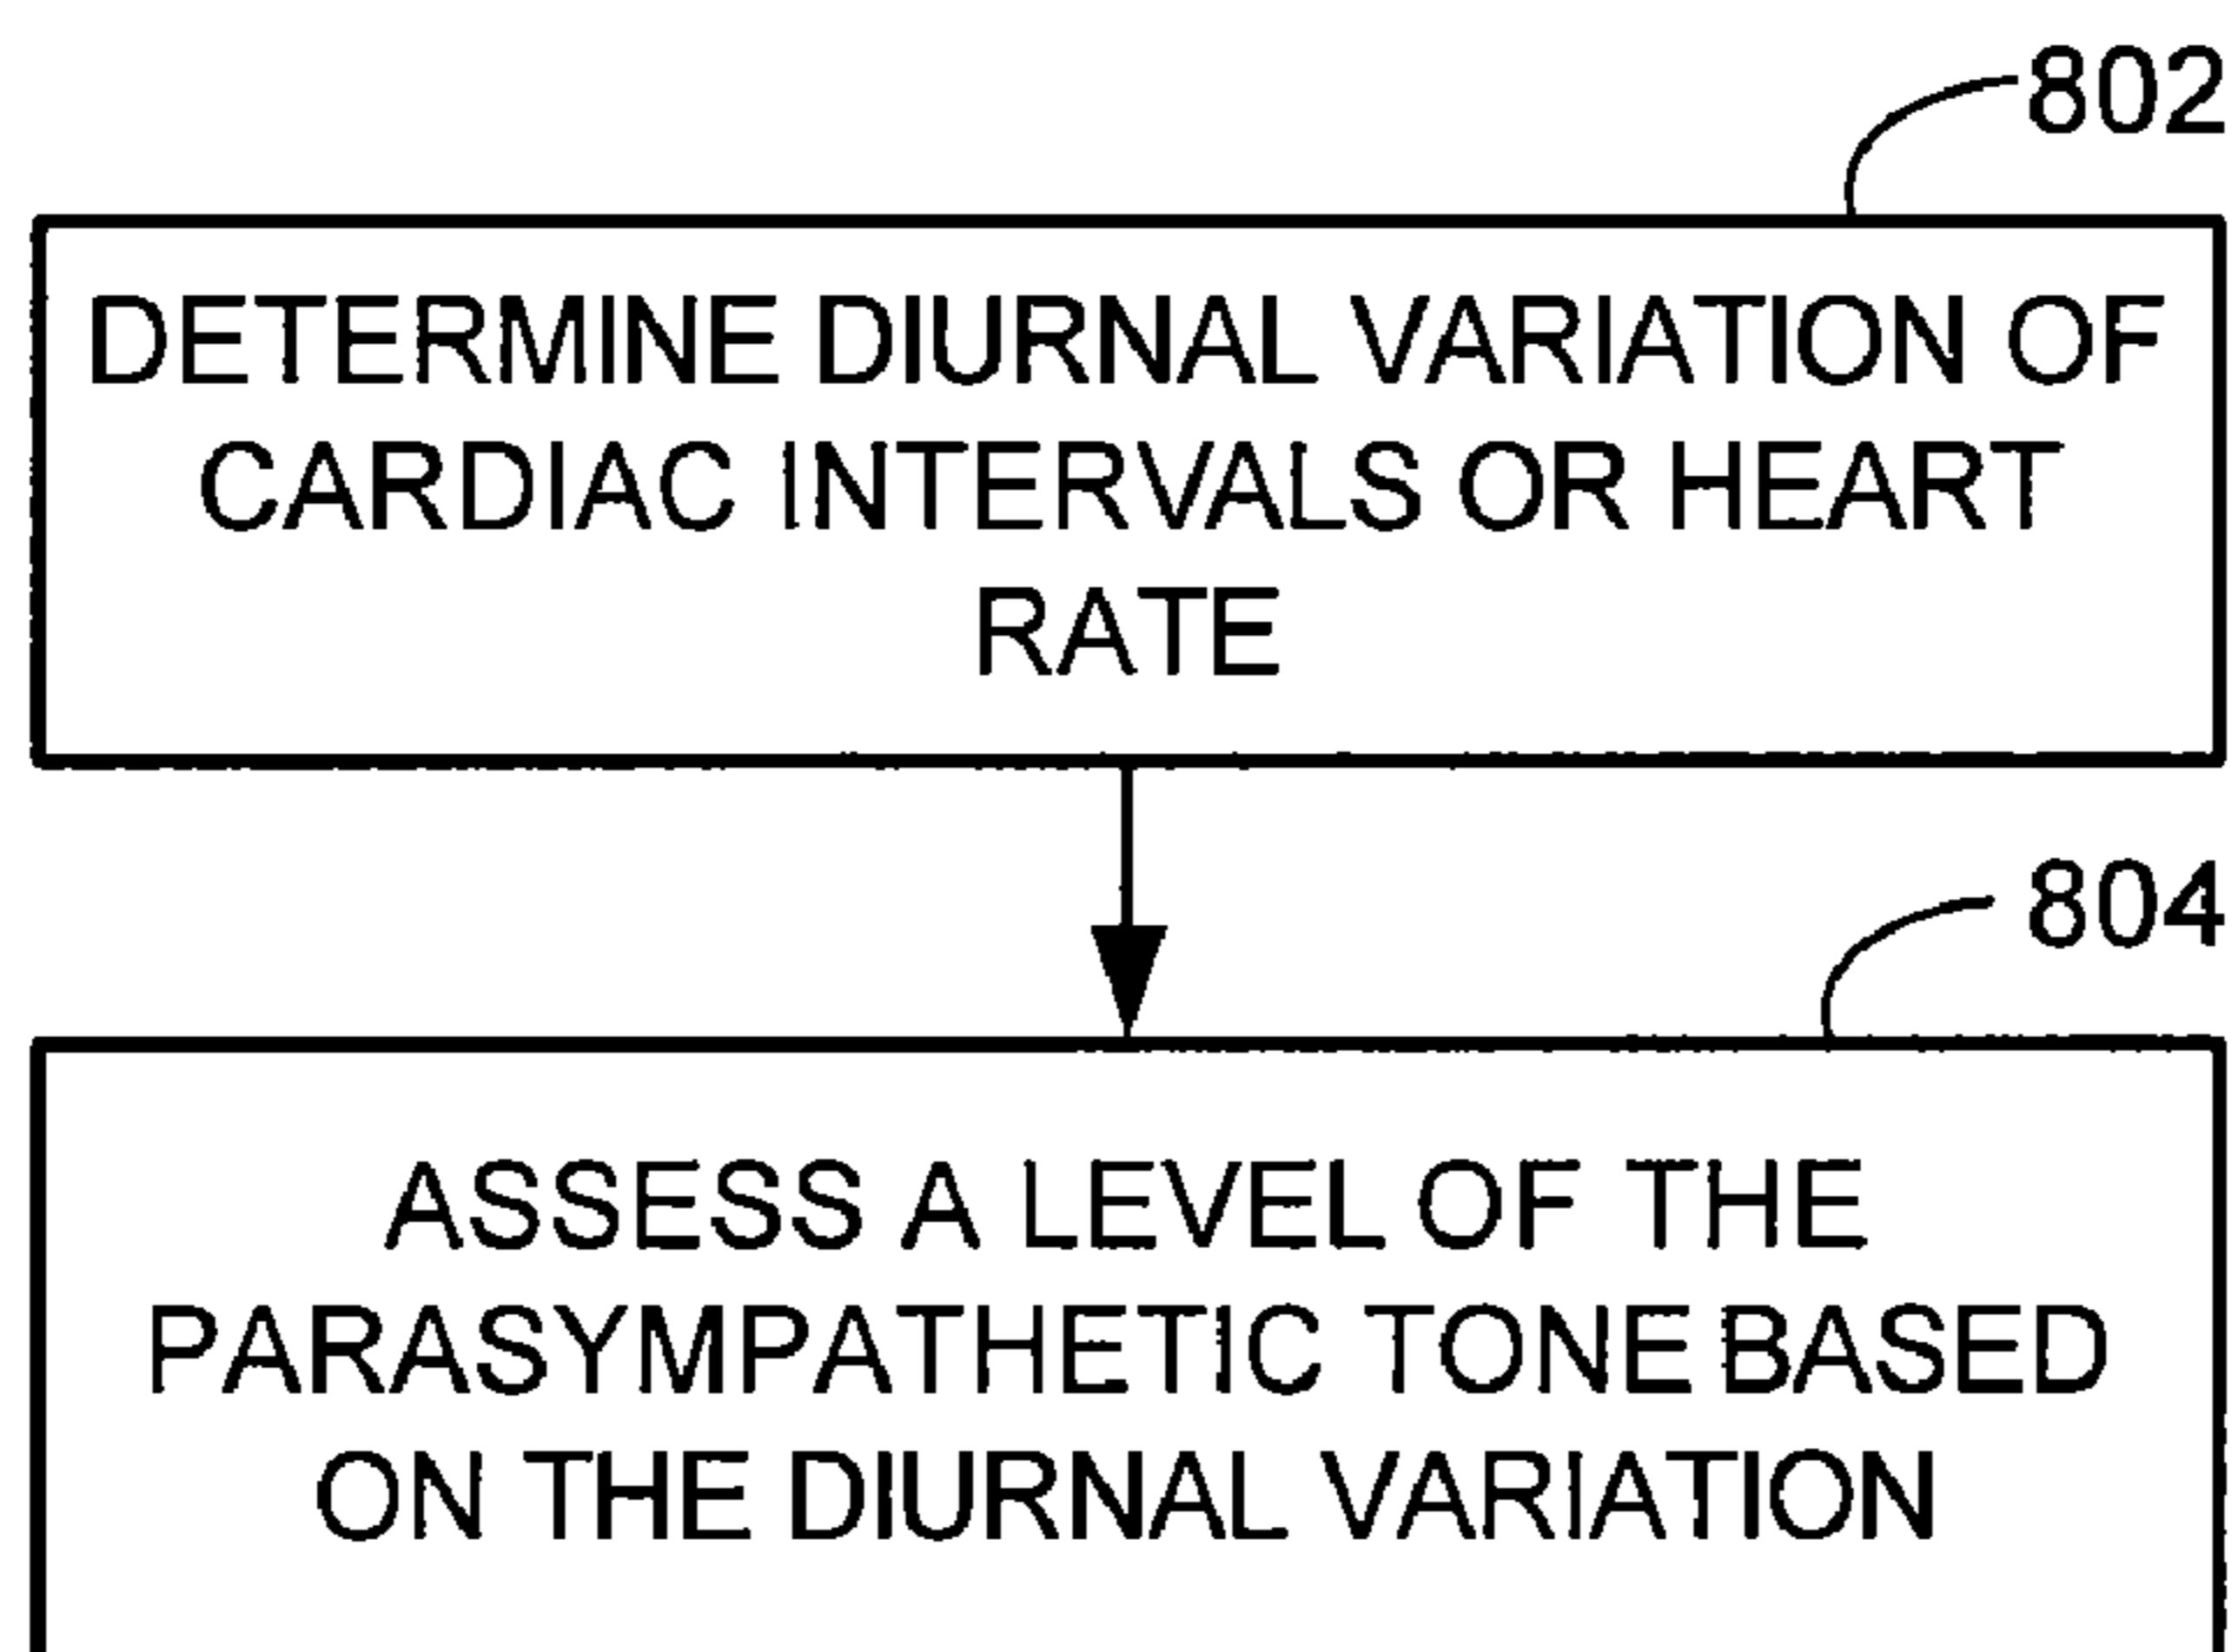 802
DETERMINE DIURNAL VARIATION OF
CARDIAC INTERVALS OR HEART
RATE
804
ASSESS A LEVEL OF THE
PARASYMPATHETIC TONE BASED
ON THE DIURNAL VARIATION